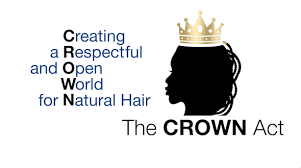 Creating
a Respectful
and Open
World
for Natural Hair
The CROWN Act